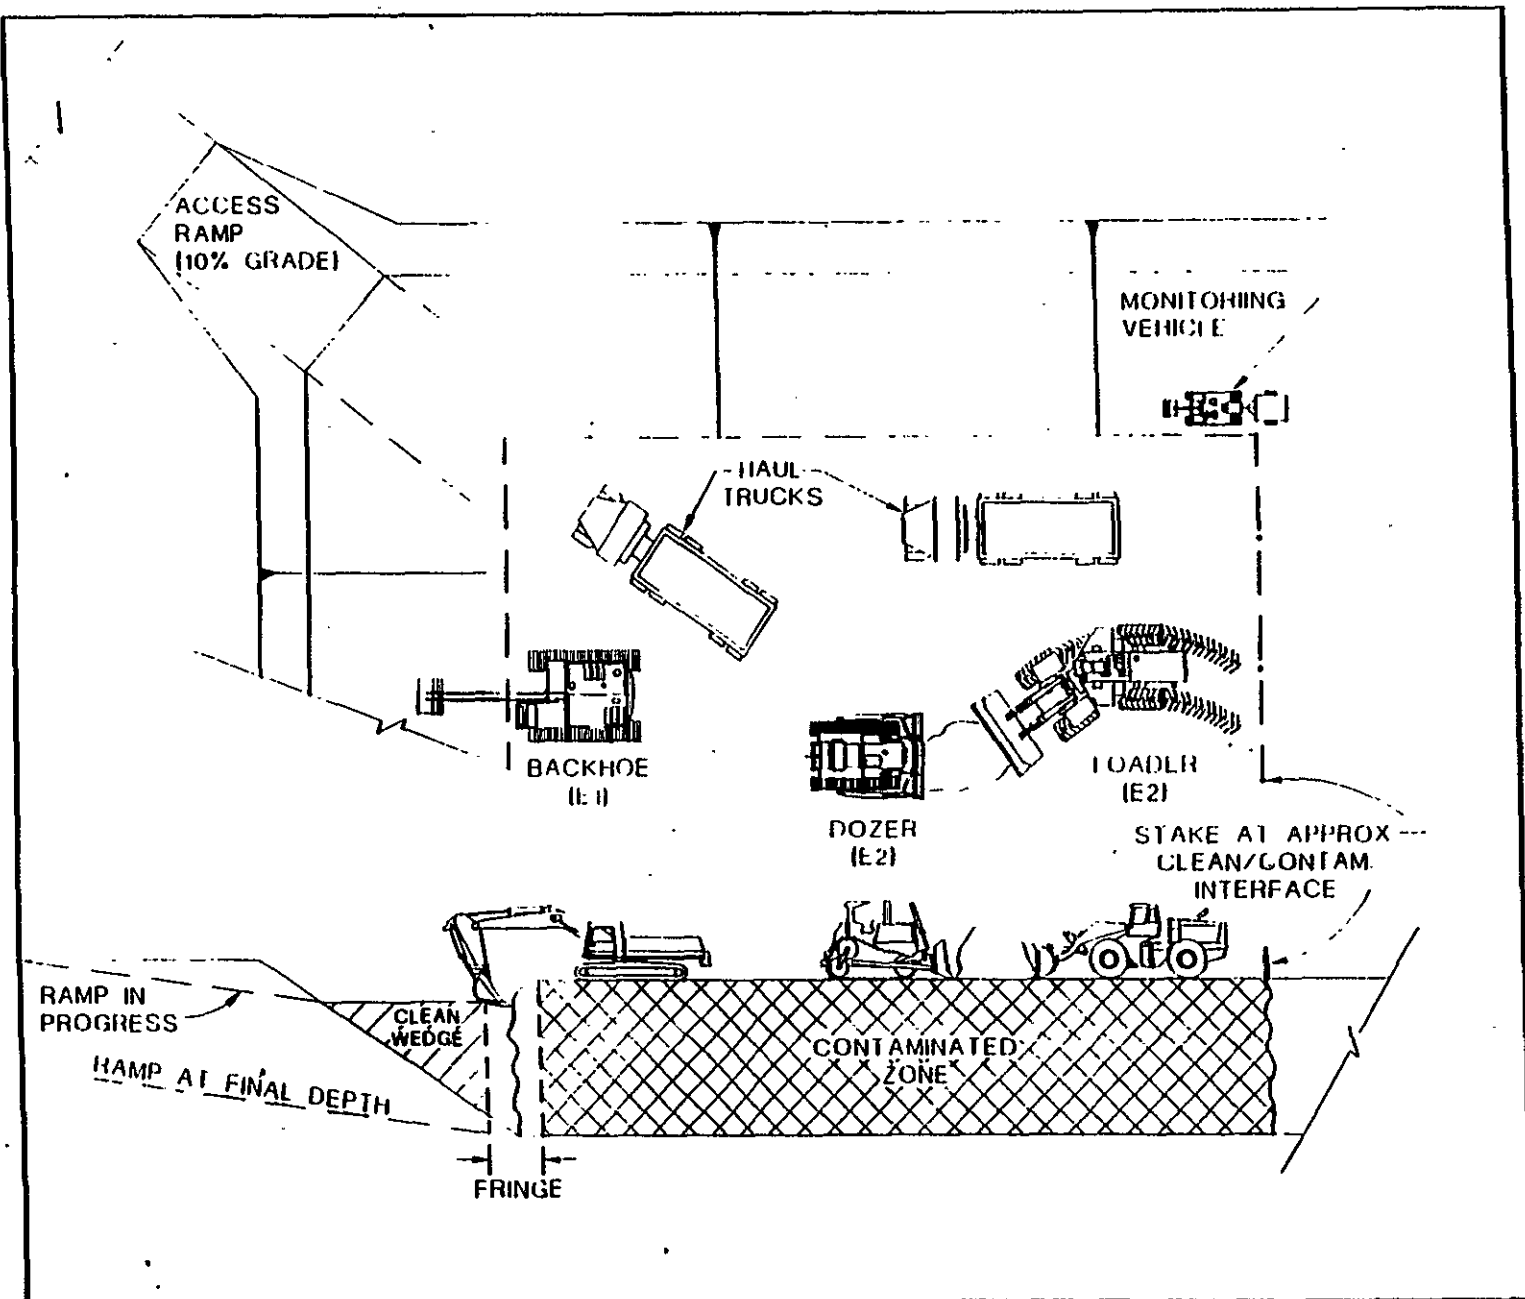 ACCESS
RAMP
(10% GRADE)
MONITORING
VEHICLE
HAUL
TRUCKS
BACKHOE
(E1)
DOZER
(E2)
LOADER
(E2)
STAKE AT APPROX
CLEAN/CONTAM.
INTERFACE
RAMP IN
PROGRESS
CLEAN
WEDGE
CONTAMINATED
ZONE
RAMP AT FINAL DEPTH
FRINGE